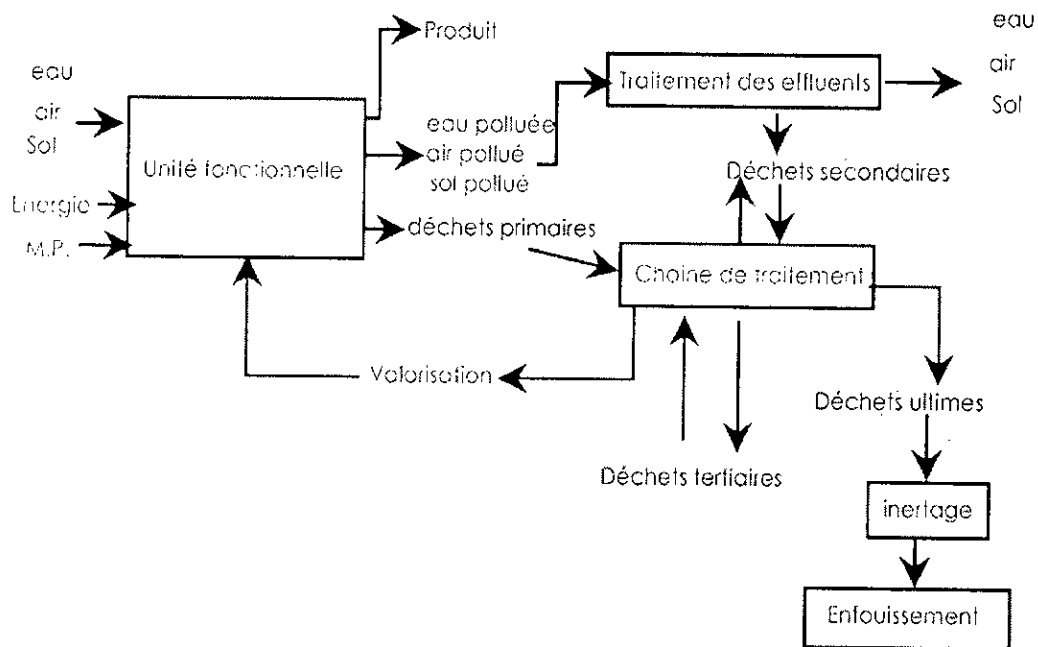 eau
air
Sol
Energie
M.P.
Unité fonctionnelle
Produit
eau polluée
air pollué
sol pollué
déchets primaires
Traitement des effluents
eau
air
Sol
Déchets secondaires
Chaine de traitement
Valorisation
Déchets tertiaires
Déchets ultimes
inertage
Enfouissement